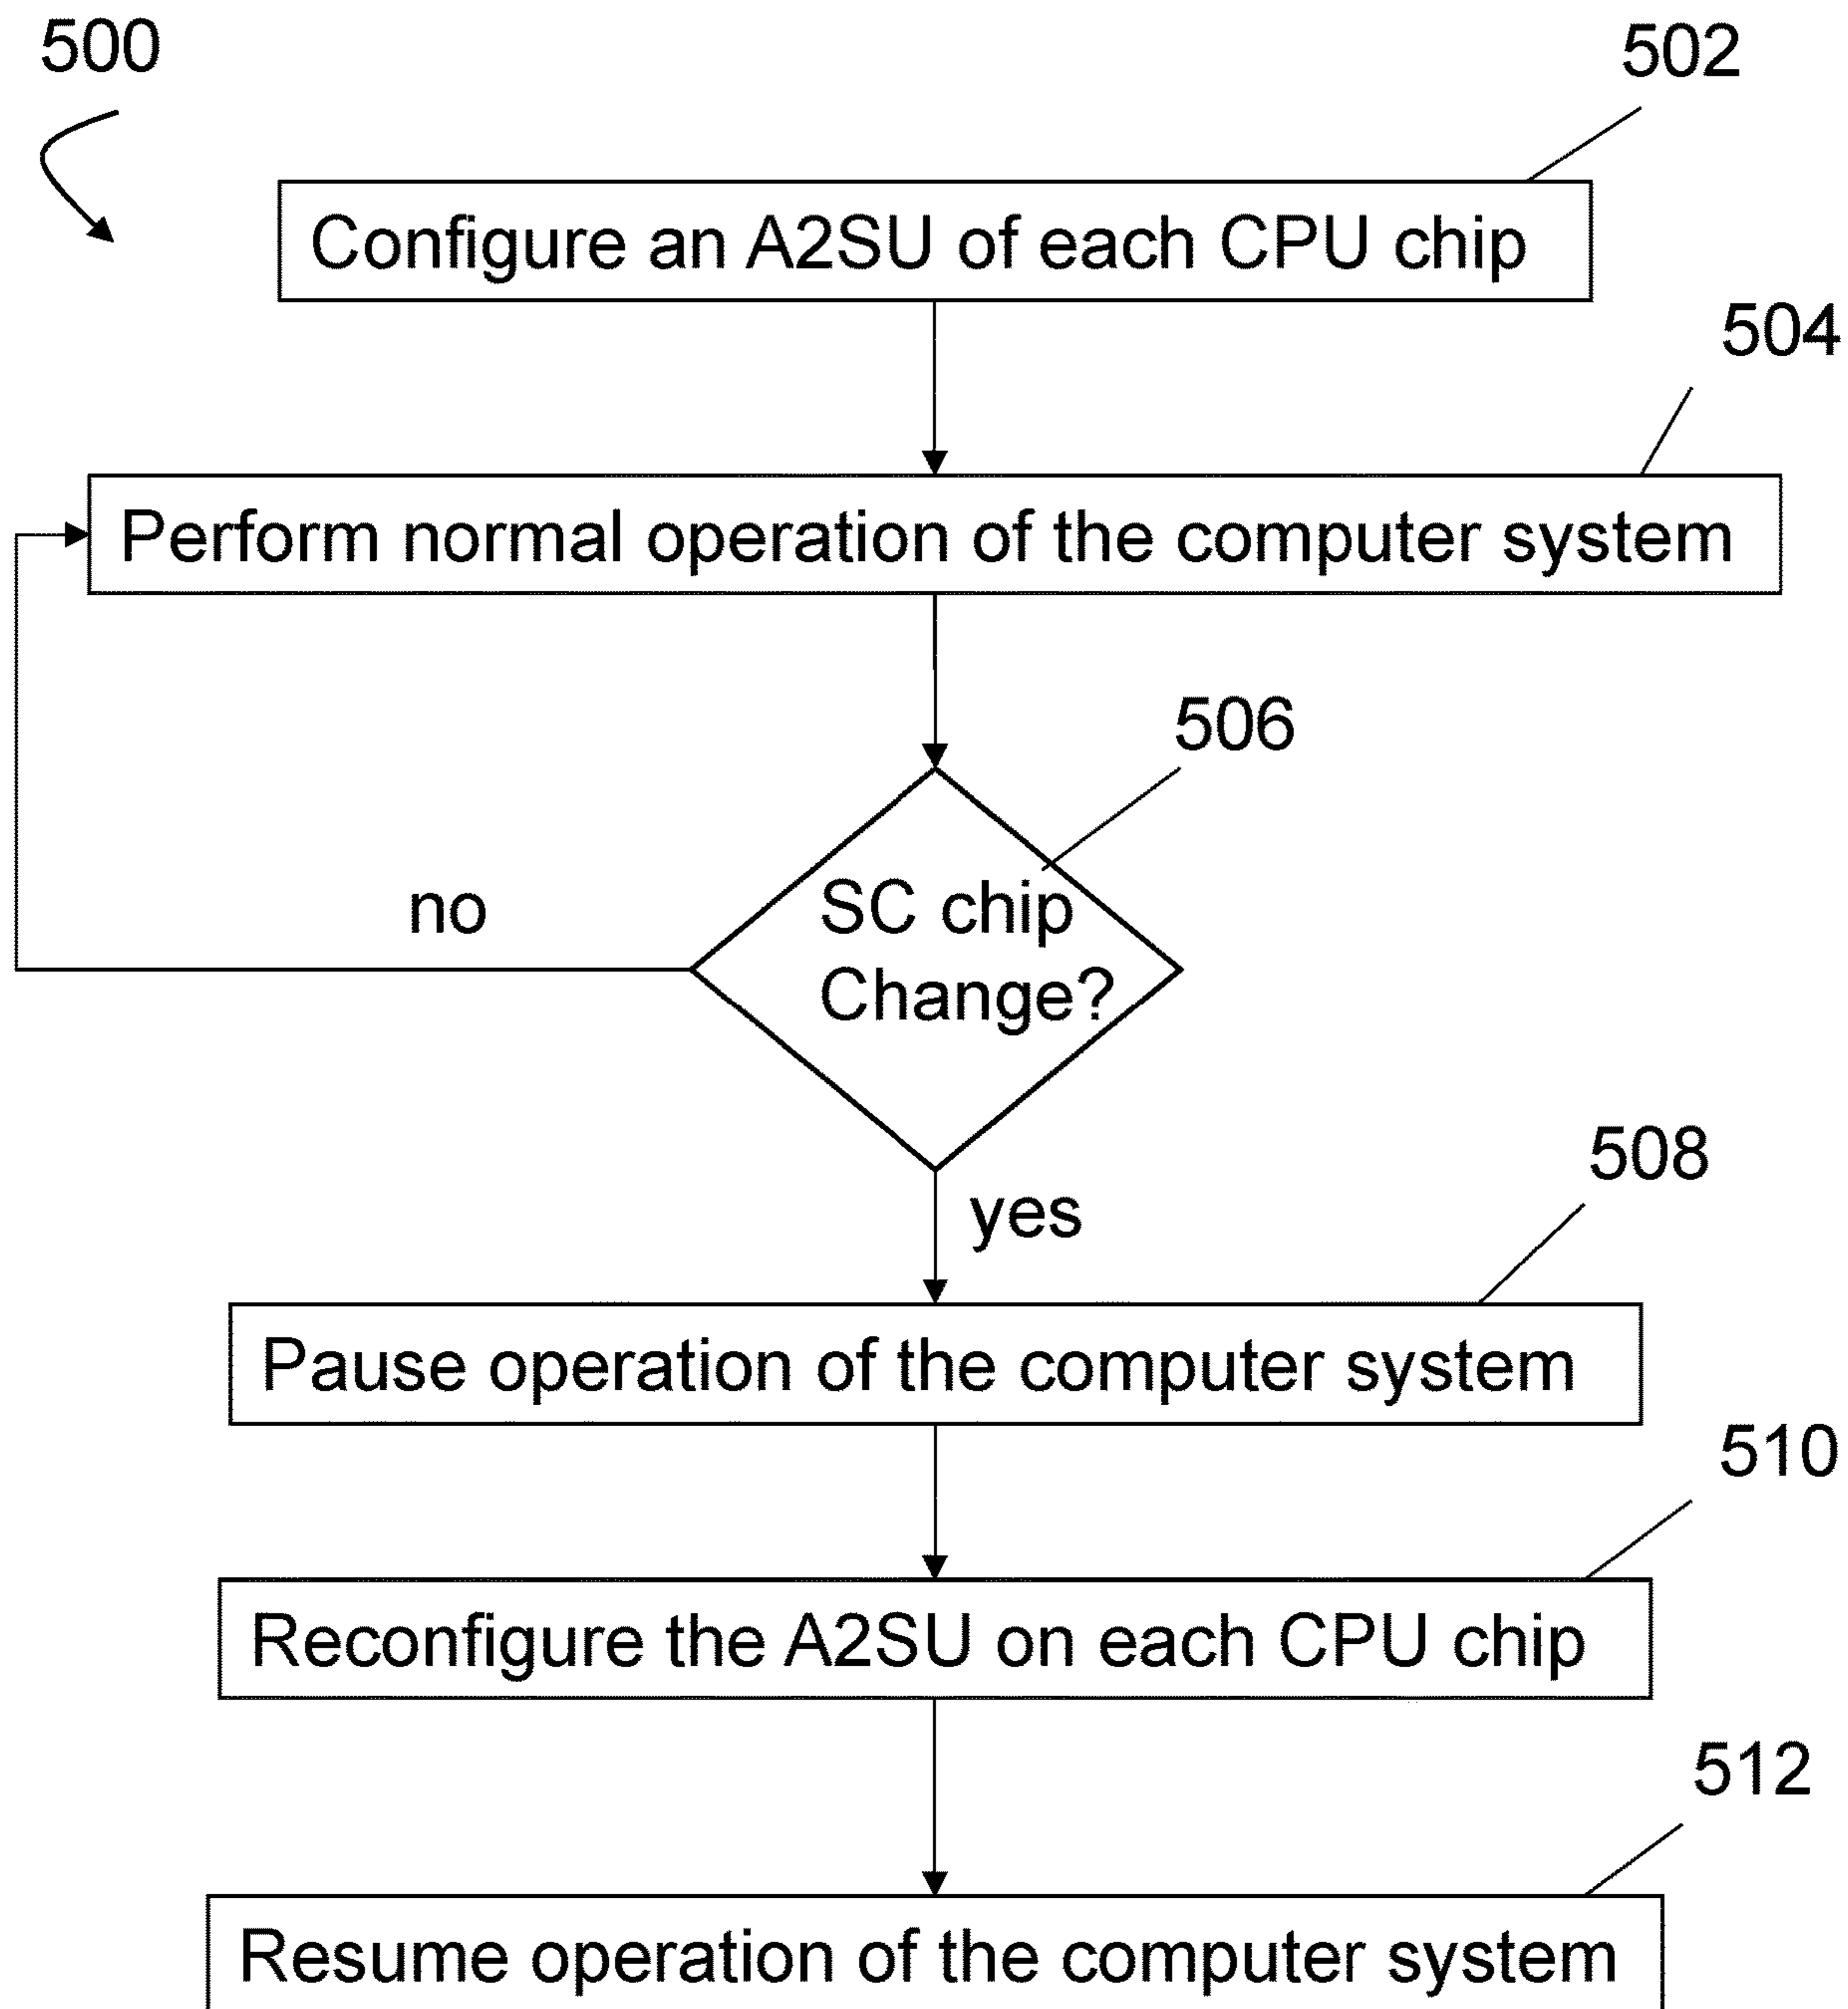 500
502
Configure an A2SU of each CPU chip
504
Perform normal operation of the computer system
506
no
SC chip
Change?
yes
508
Pause operation of the computer system
510
Reconfigure the A2SU on each CPU chip
512
Resume operation of the computer system